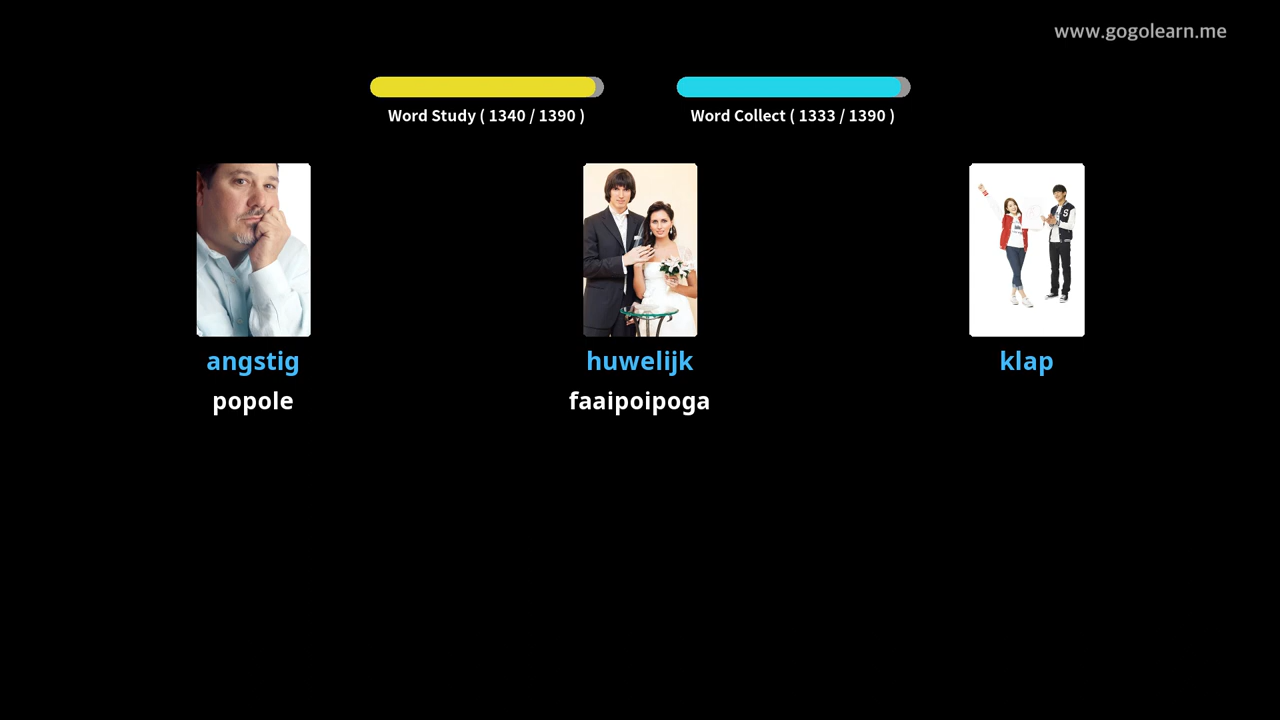 www.gogolearn.me
Word Study ( 1340 / 1390 )
Word Collect ( 1333 / 1390 )
angstig
huwelijk
klap
popole
faaipoipoga